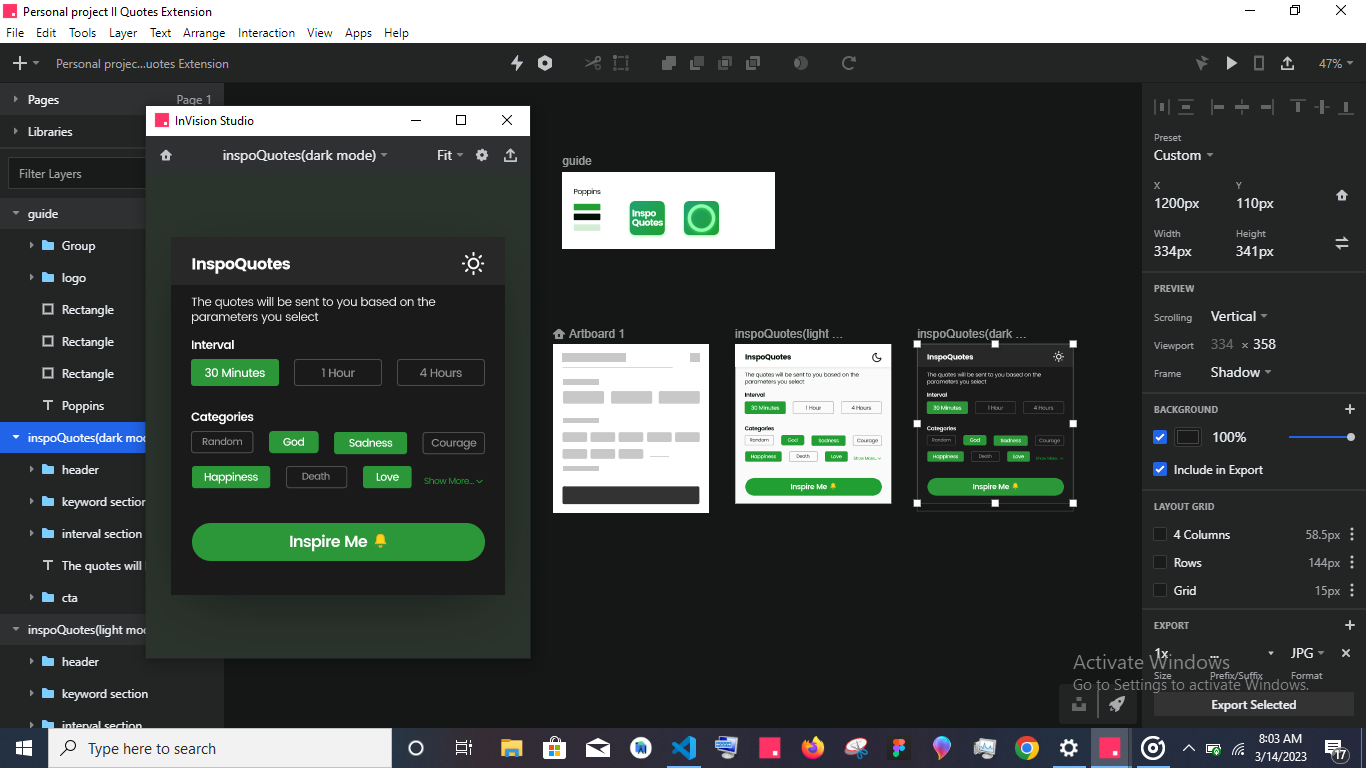 Personal project II Quotes Extension
File Edit Tools Layer Text Arrange Interaction View Apps Help
Personal projec...uotes Extension
47%
Pages
Page 1
Libraries
Filter Layers
guide
Group
logo
Rectangle
Rectangle
Rectangle
Poppins
inspoQuotes(dark mo
header
keyword section
interval section
The quotes will
cta
inspoQuotes(light mo
header
keyword section
interval section
InVision Studio
inspoQuotes(dark mode)
Fit
InspoQuotes
The quotes will be sent to you based on the
parameters you select
Interval
30 Minutes
1 Hour
4 Hours
Categories
Random
God
Sadness
Courage
Happiness
Death
Love
Show More...
Inspire Me
guide
Poppins
Inspo
Quotes
Artboard 1
inspoQuotes(light ...
InspoQuotes
The quotes will be sent to you based on the
parameters you select
Interval
30 Minutes
1 Hour
4 Hours
Categories
Random
God
Sadness
Courage
Happiness
Death
Love
Show More...
Inspire Me
inspoQuotes(dark ...
InspoQuotes
The quotes will be sent to you based on the
parameters you select
Interval
30 Minutes
1 Hour
4 Hours
Categories
Random
God
Sadness
Courage
Happiness
Death
Love
Show More...
Inspire Me
Preset
Custom
X
Y
1200px
110px
Width
Height
334px
341px
PREVIEW
Scrolling
Vertical
Viewport
334 × 358
Frame
Shadow
BACKGROUND
100%
Include in Export
LAYOUT GRID
4 Columns
58.5px
Rows
144px
Grid
15px
EXPORT
1x
...
JPG
Size
Prefix/Suffix
Format
Export Selected
Activate Windows
Go to Settings to activate Windows.
Type here to search
8:03 AM
3/14/2023
17